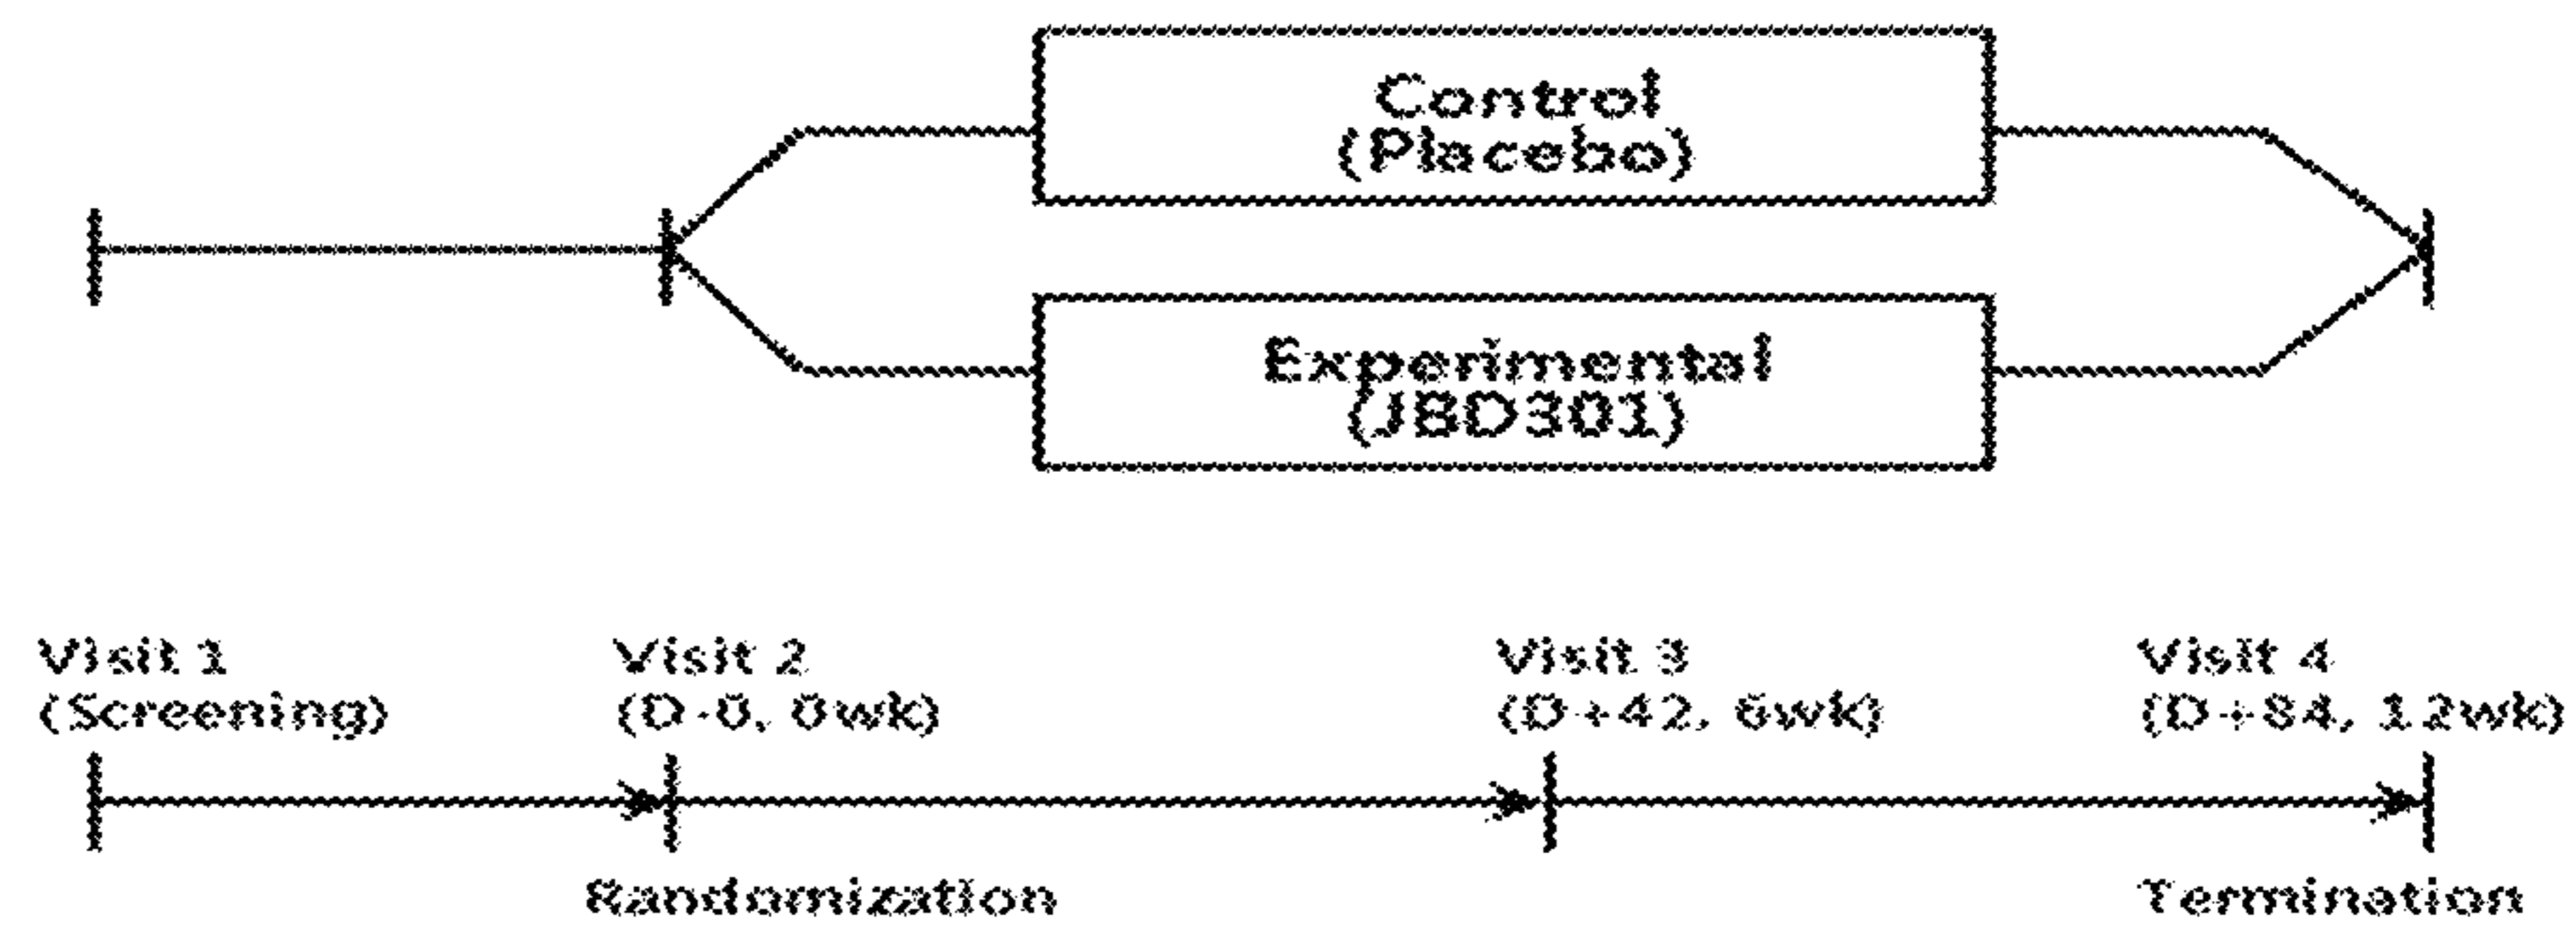 Control
(Placebo)
Experimental
(JBD301)
Visit 1
(Screening)
Visit 2
(D-0, 0wk)
Visit 3
(D+42, 6wk)
Visit 4
(D+84, 12wk)
Randomization
Termination